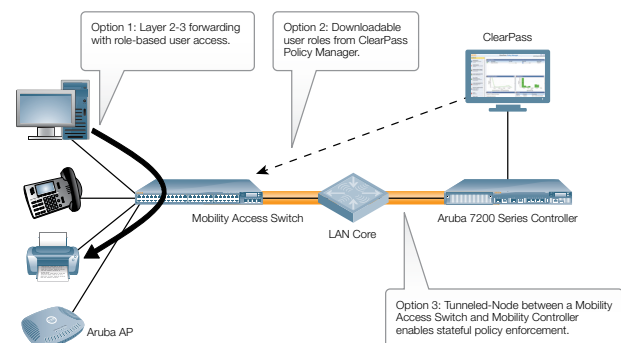 Option 1: Layer 2-3 forwarding
with role-based user access.
Option 2: Downloadable
user roles from ClearPass
Policy Manager.
ClearPass
Mobility Access Switch
LAN Core
Aruba 7200 Series Controller
Option 3: Tunneled-Node between a Mobility
Access Switch and Mobility Controller
enables stateful policy enforcement.
Aruba AP